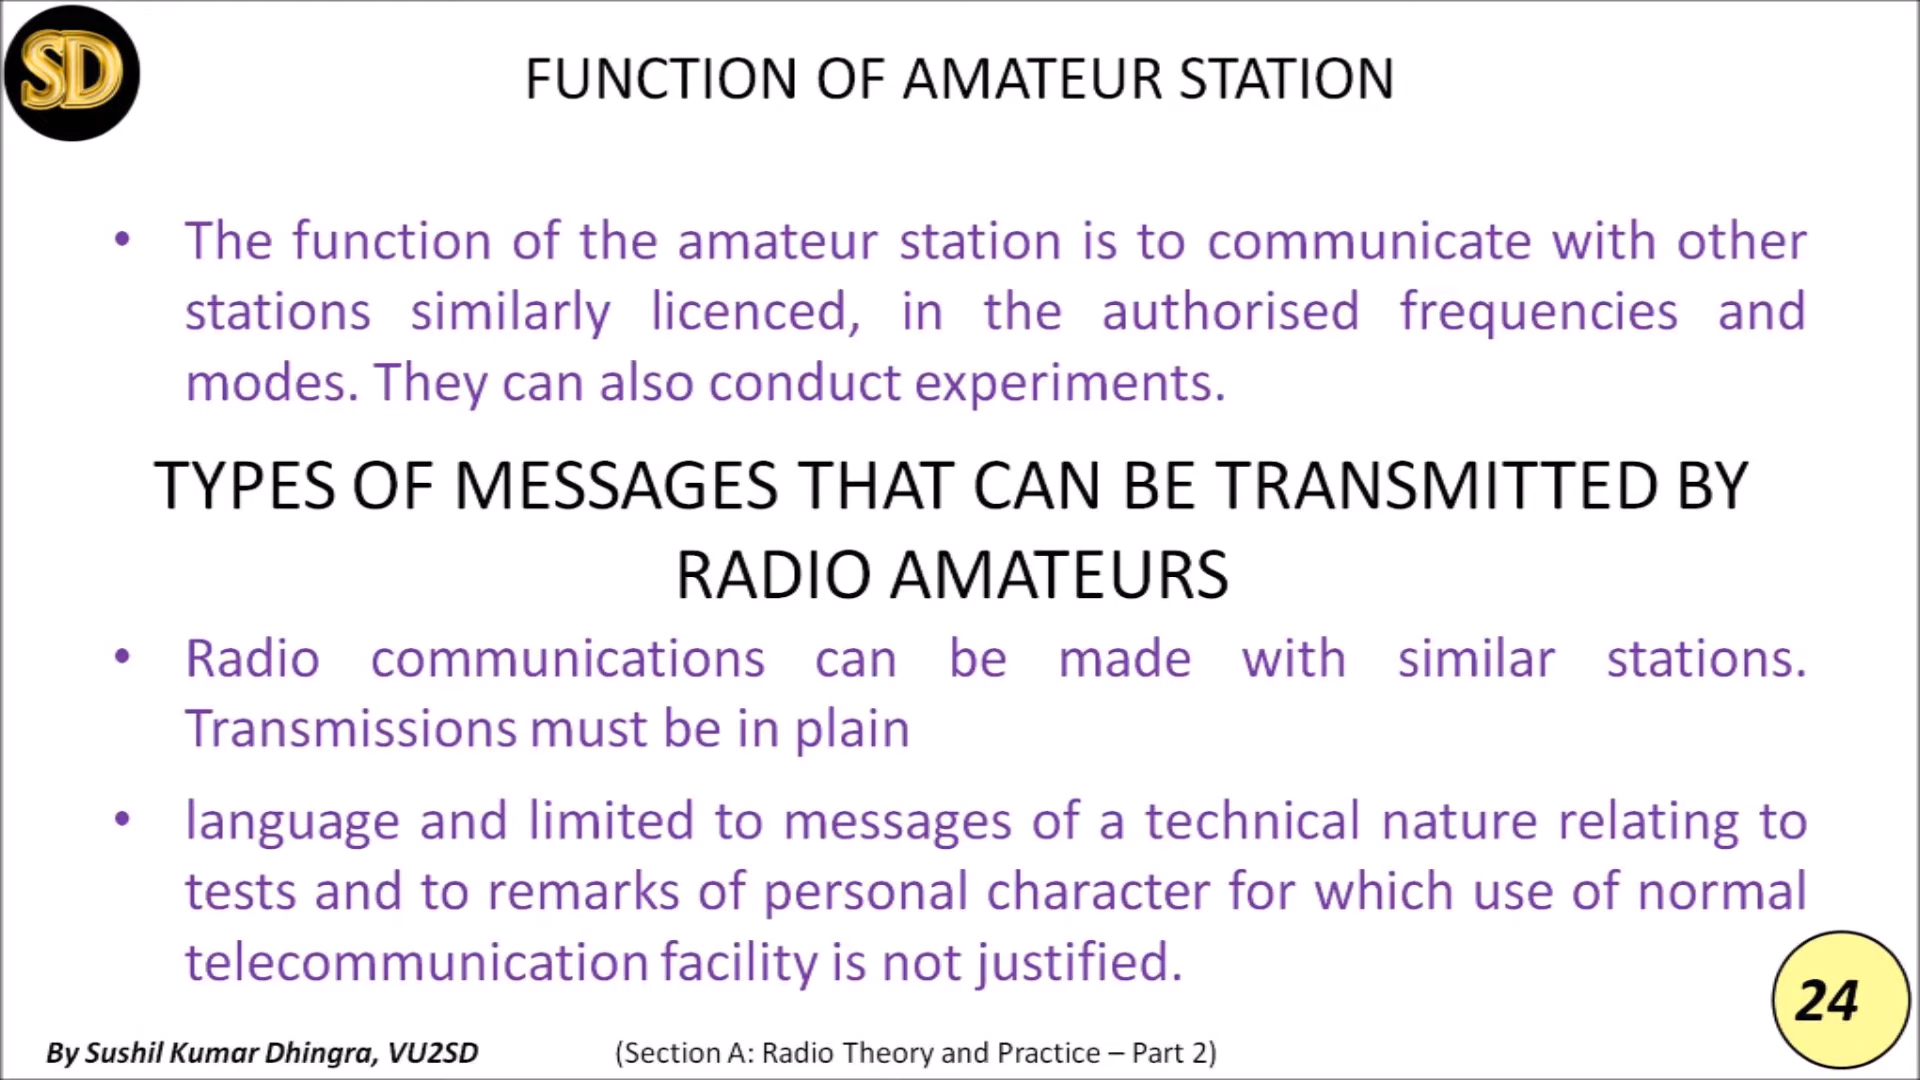 SD
FUNCTION OF AMATEUR STATION
• The function of the amateur station is to communicate with other
stations similarly licenced, in the authorised frequencies and
modes. They can also conduct experiments.
TYPES OF MESSAGES THAT CAN BE TRANSMITTED BY
RADIO AMATEURS
• Radio communications can be made with similar stations.
Transmissions must be in plain
• language and limited to messages of a technical nature relating to
tests and to remarks of personal character for which use of normal
telecommunication facility is not justified.
24
By Sushil Kumar Dhingra, VU2SD
(Section A: Radio Theory and Practice – Part 2)